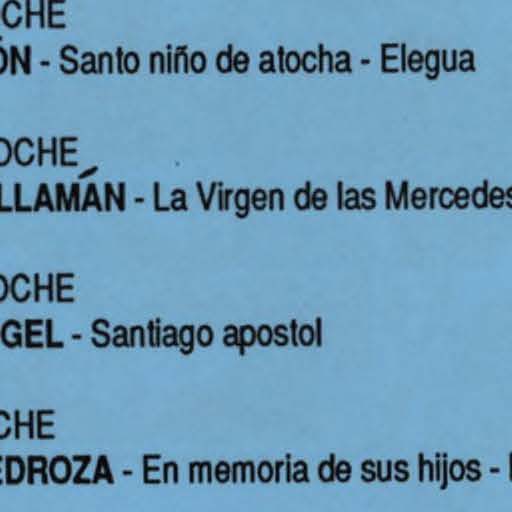 CHE
ÓN - Santo niño de atocha - Elegua
OCHE
LLAMÁN - La Virgen de las Mercedes
OCHE
GEL - Santiago apostol
CHE
EDROZA - En memoria de sus hijos -